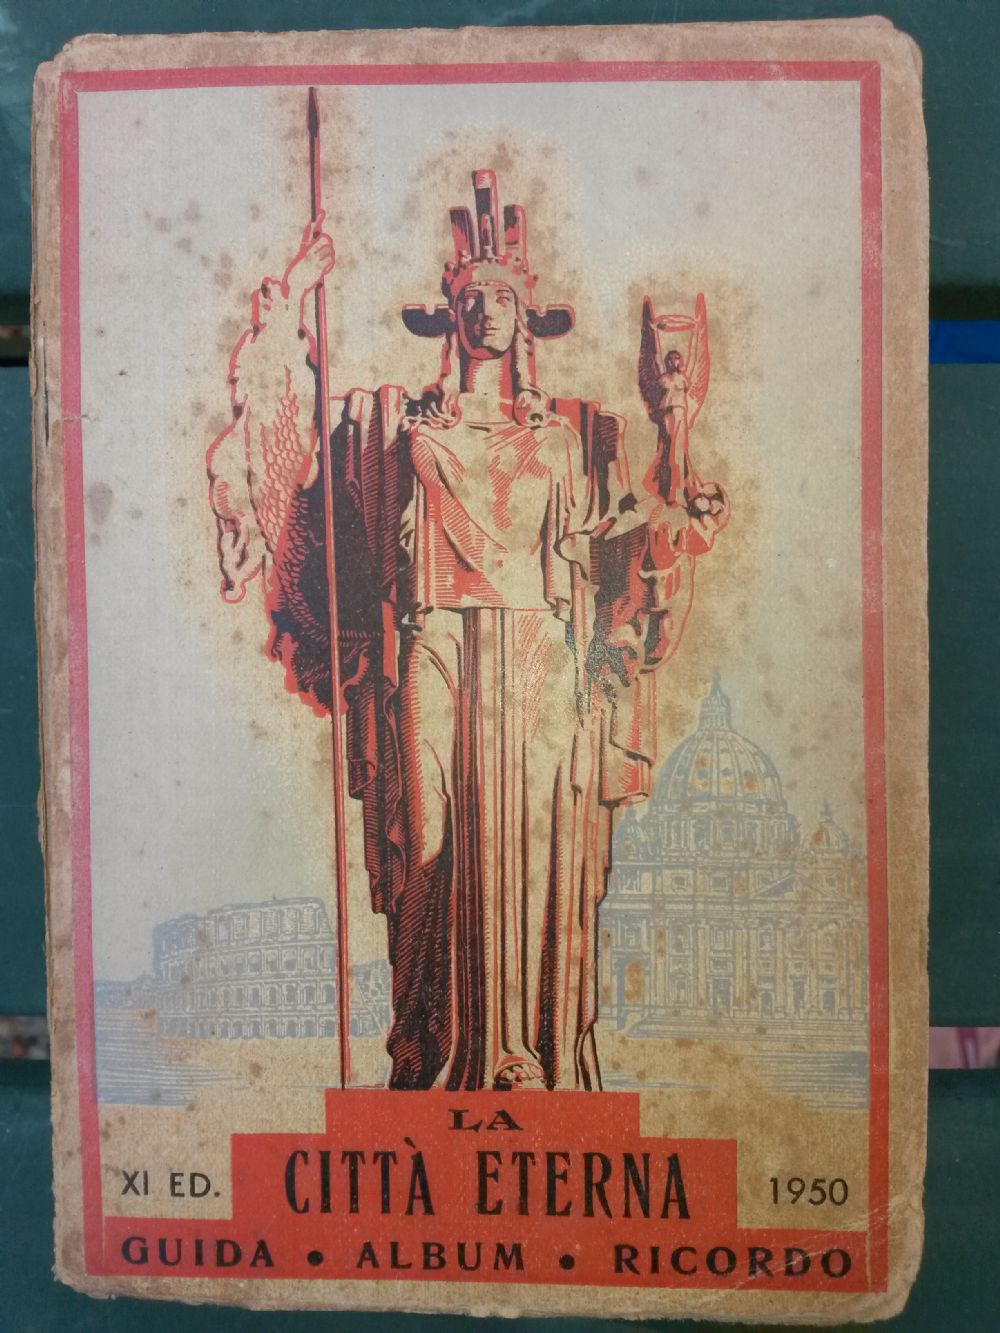 LA
CITTÀ ETERNA
XI ED.
1950
GUIDA • ALBUM • RICORDO